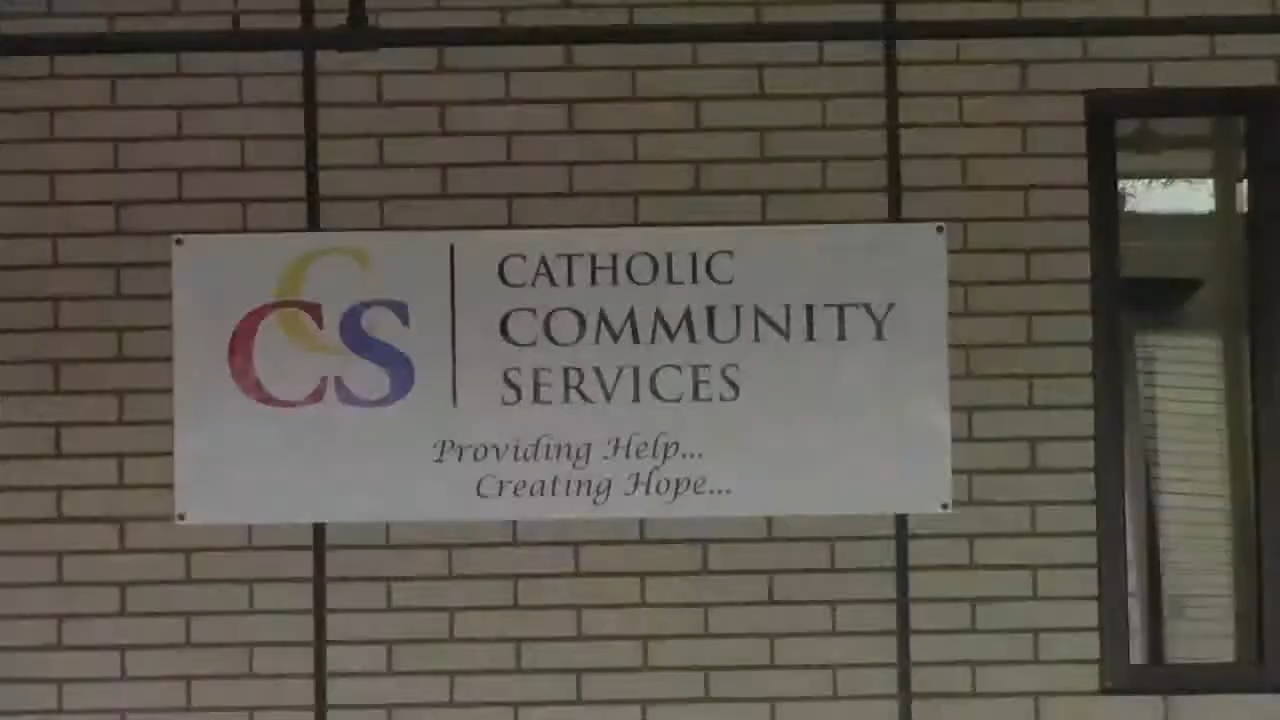 CCS
CATHOLIC
COMMUNITY
SERVICES
Providing Help...
Creating Hope...